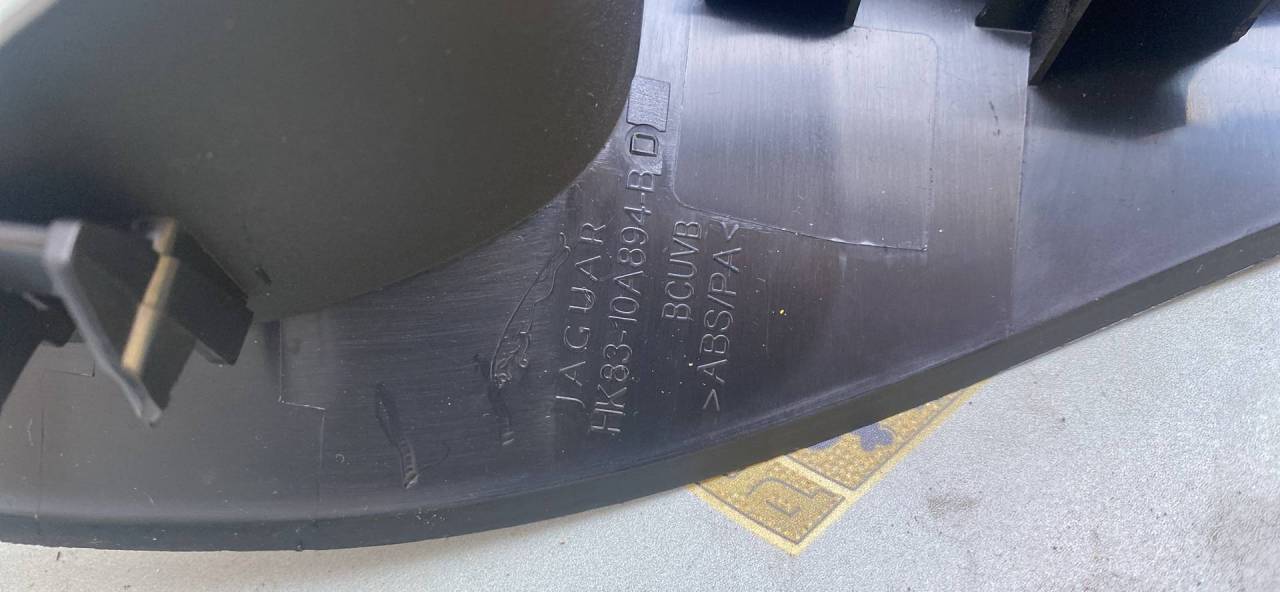 JAGUAR
HK83-10A894-BD
BCUVB
>ABS/PA<